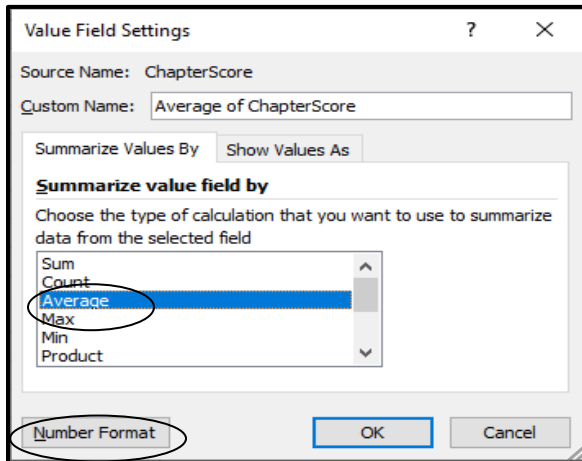 Value Field Settings ? ×
Source Name: ChapterScore
Custom Name: Average of ChapterScore
Summarize Values By Show Values As
Summarize value field by
Choose the type of calculation that you want to use to summarize
data from the selected field
Sum
Count
Average
Max
Min
Product
Number Format OK Cancel